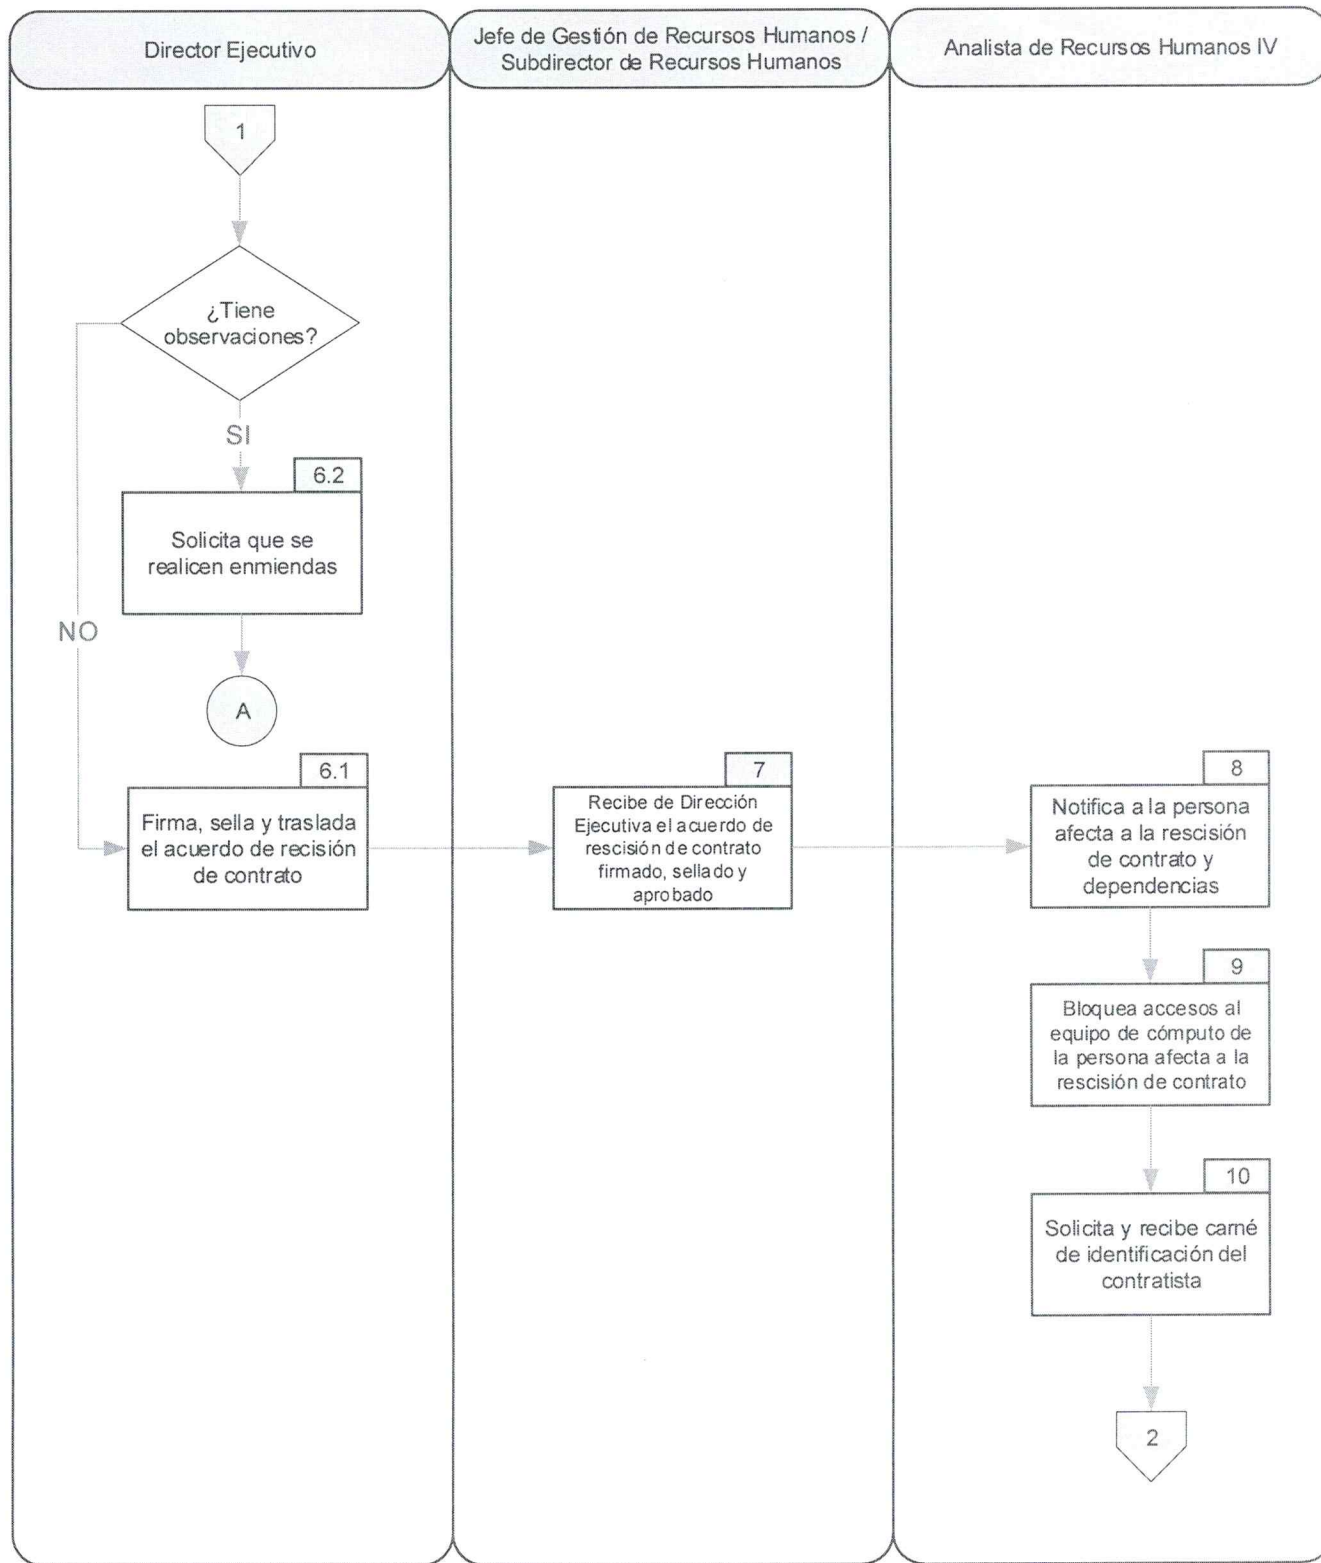 Director Ejecutivo
Jefe de Gestión de Recursos Humanos /
Subdirector de Recursos Humanos
Analista de Recursos Humanos IV
1
¿Tiene
observaciones?
SI
6.2
Solicita que se
realicen enmiendas
NO
A
6.1
Firma, sella y traslada
el acuerdo de recisión
de contrato
7
Recibe de Dirección
Ejecutiva el acuerdo de
rescisión de contrato
firmado, sellado y
aprobado
8
Notifica a la persona
afecta a la rescisión
de contrato y
dependencias
9
Bloquea accesos al
equipo de cómputo de
la persona afecta a la
rescisión de contrato
10
Solicita y recibe carné
de identificación del
contratista
2